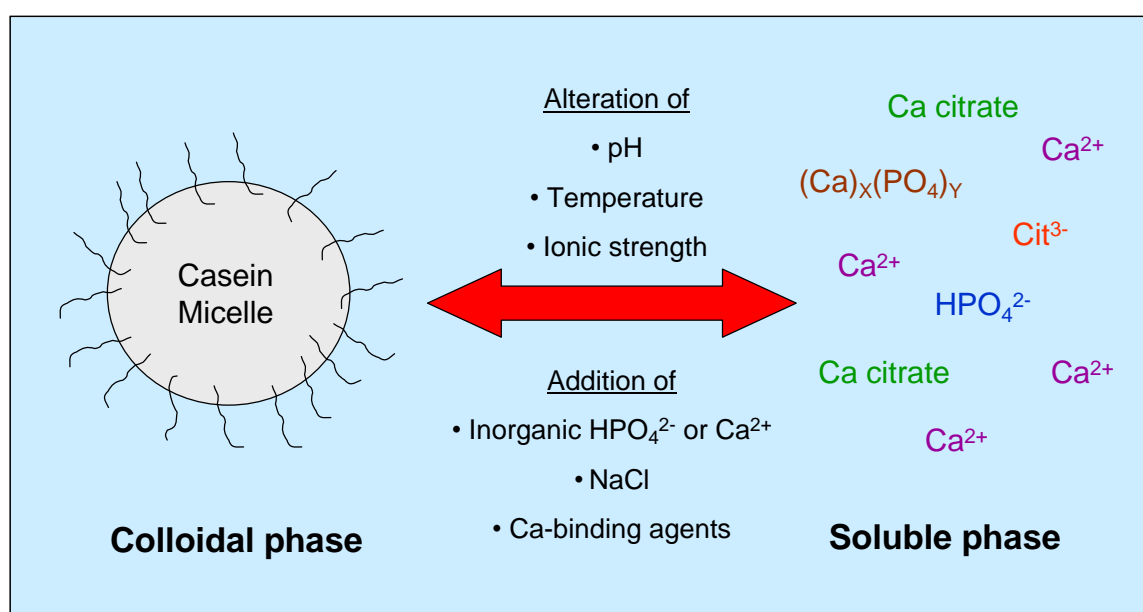 Casein
Micelle
Colloidal phase
Alteration of
• pH
• Temperature
• Ionic strength
Addition of
• Inorganic HPO₄²⁻ or Ca²⁺
• NaCl
• Ca-binding agents
Ca citrate
Ca²⁺
(Ca)X(PO₄)Y
Cit³⁻
Ca²⁺
HPO₄²⁻
Ca citrate
Ca²⁺
Ca²⁺
Soluble phase